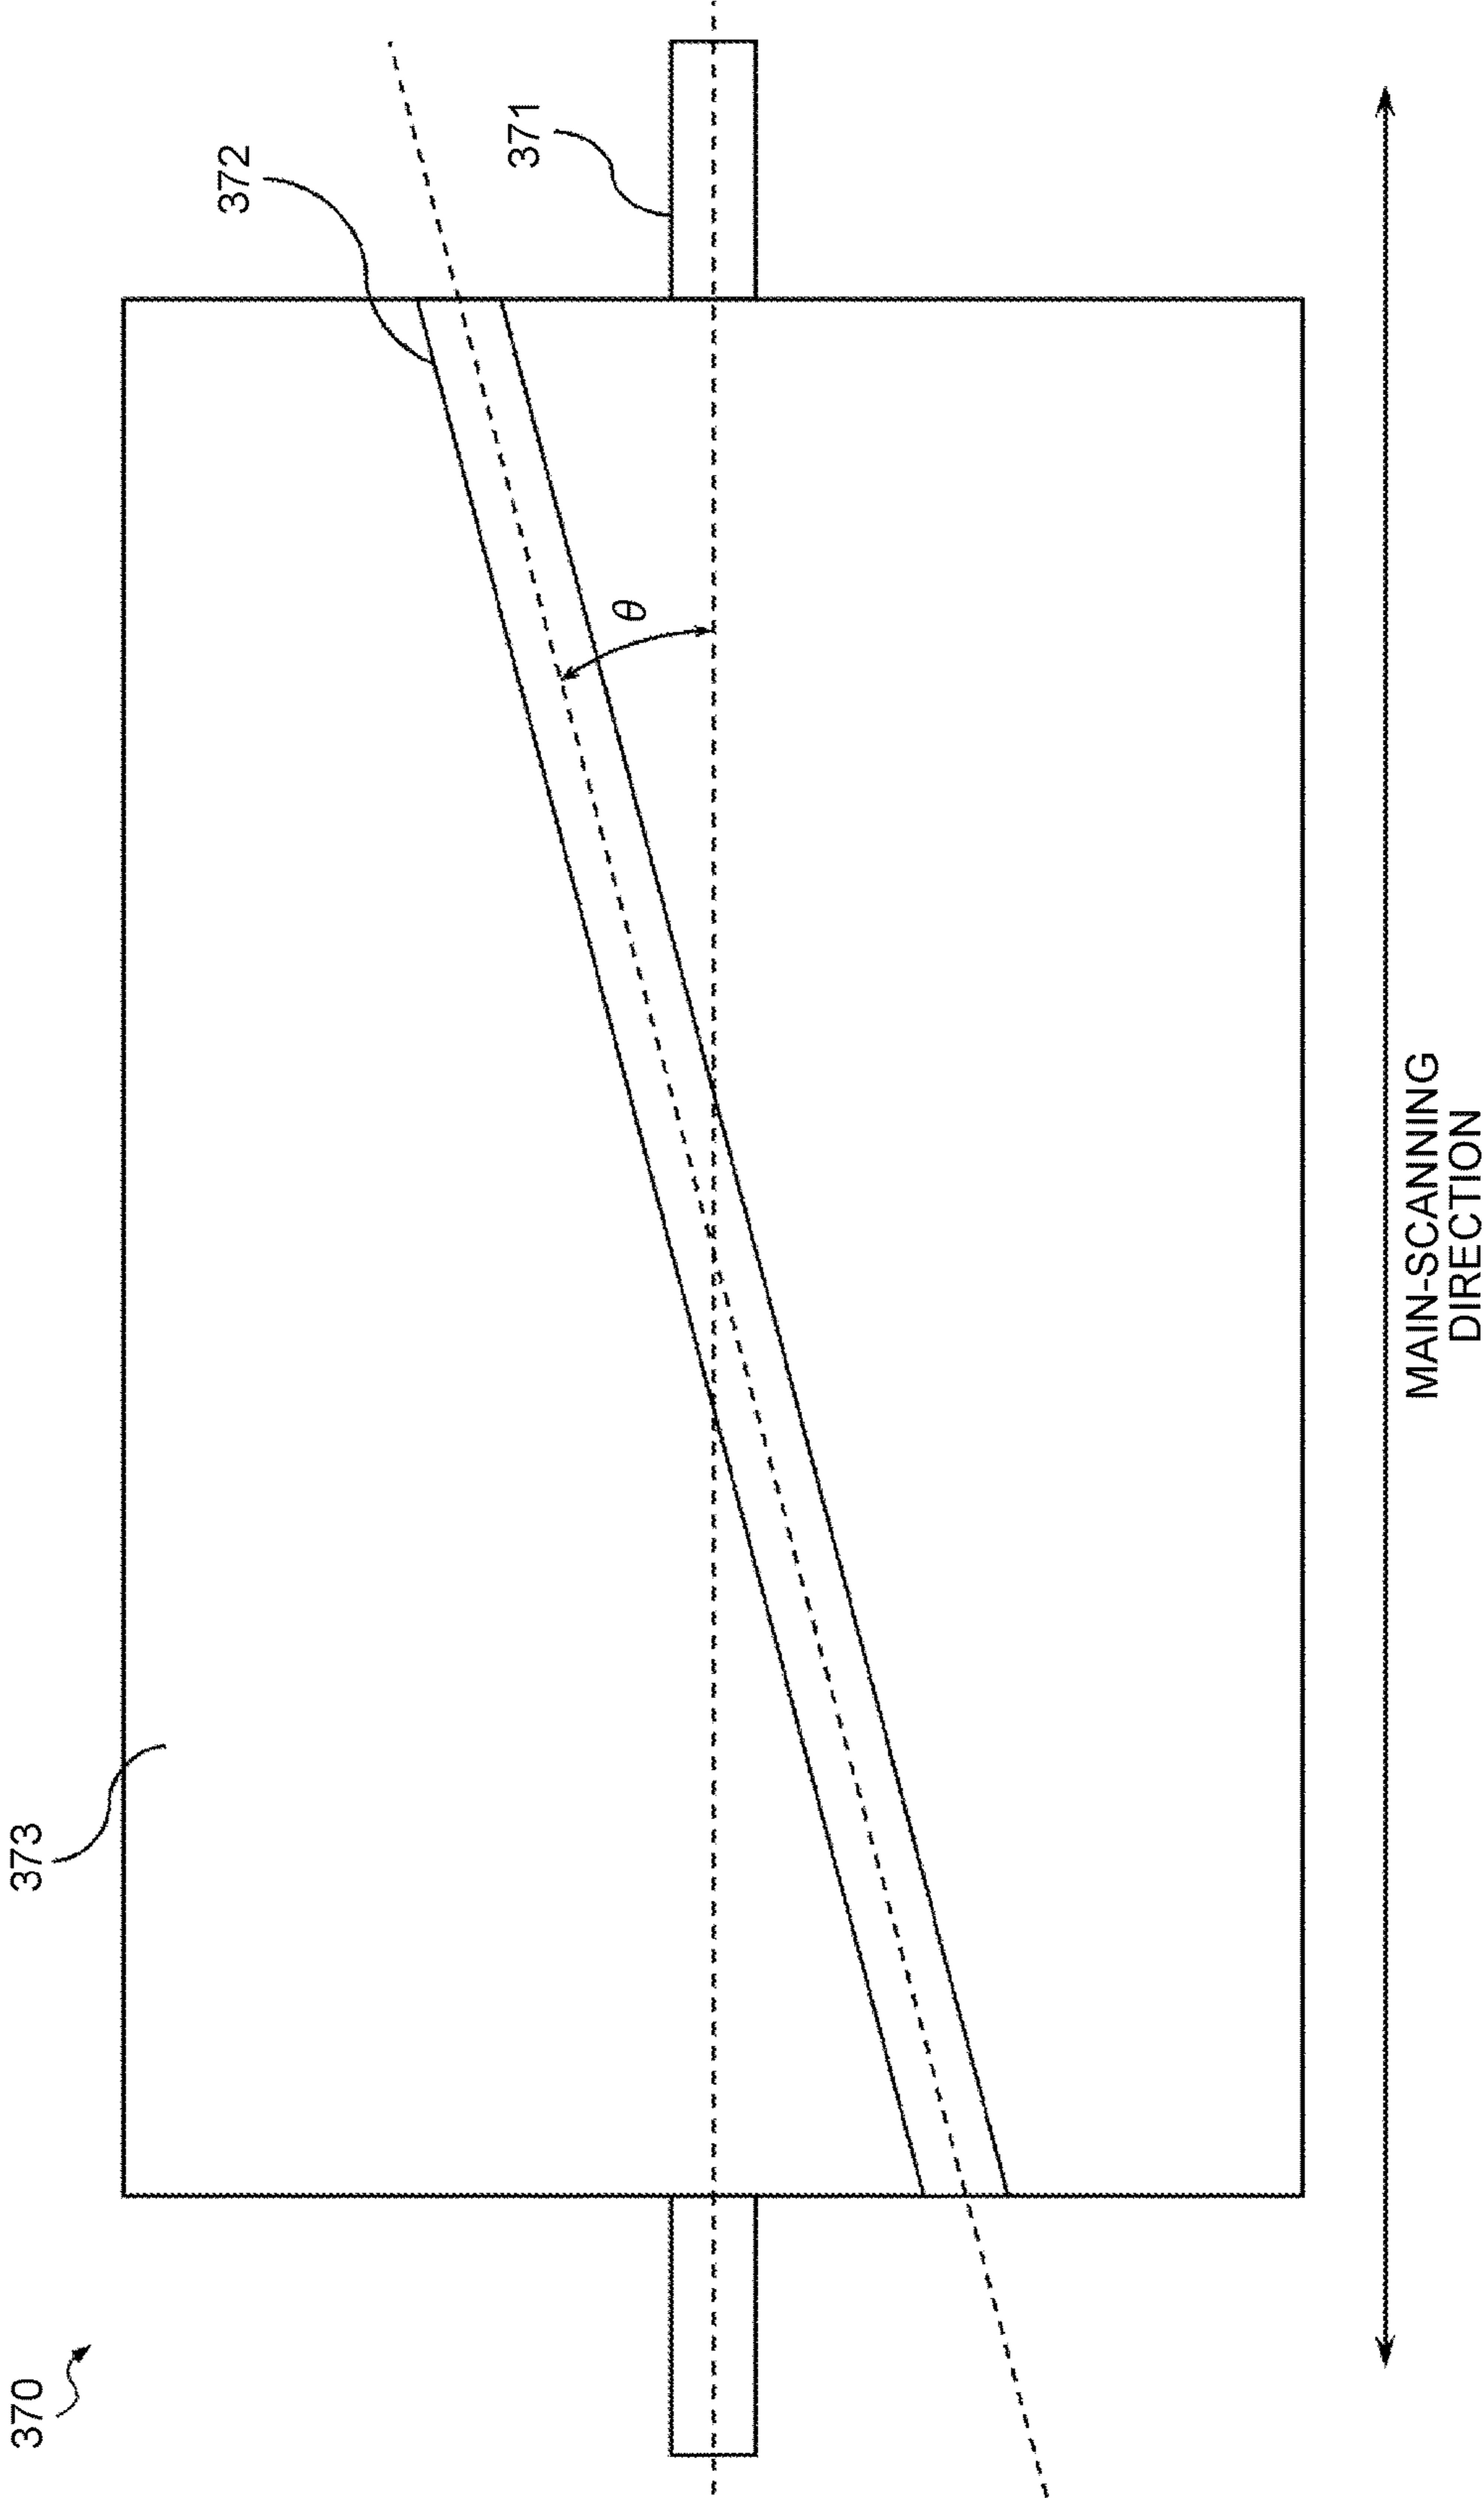 370
373
372
371
θ
MAIN-SCANNING
DIRECTION